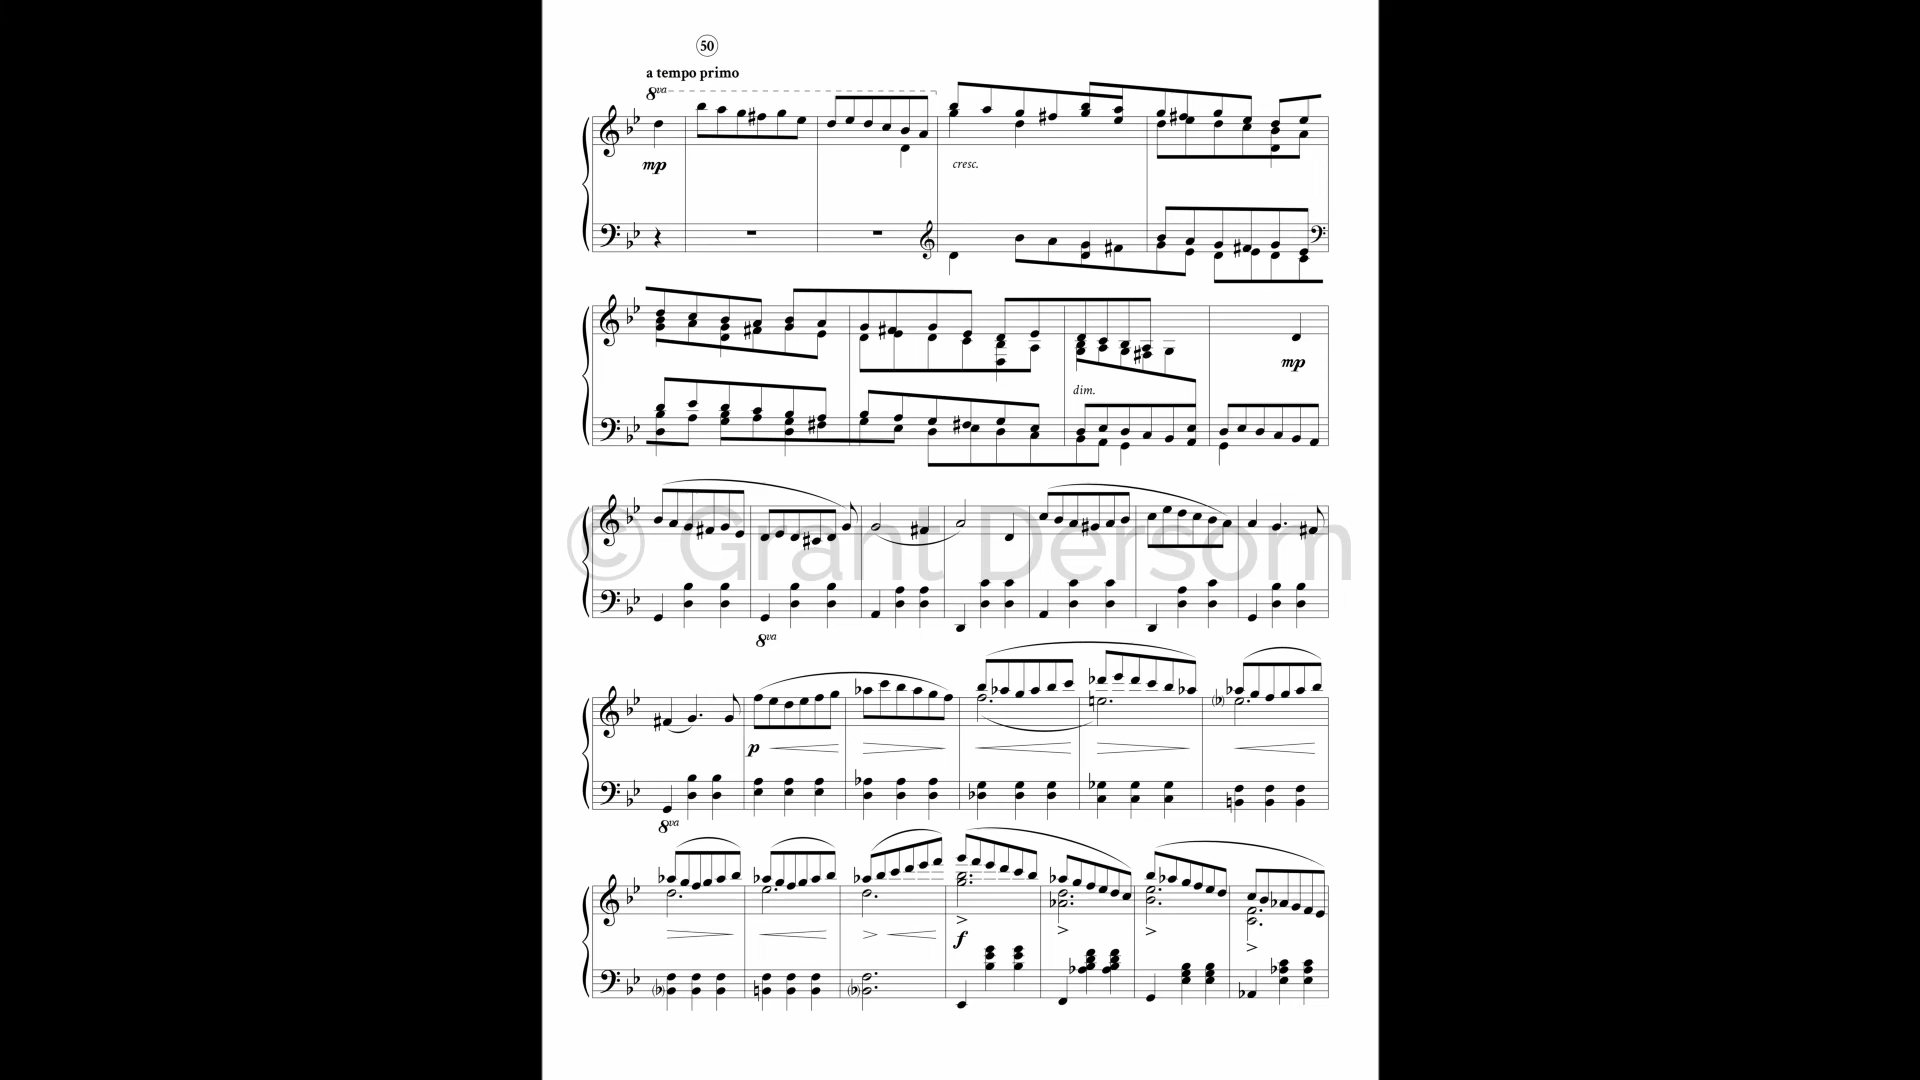 50
a tempo primo
8va
mp
cresc.
mp
dim.
© Grant Dersom
8va
p
8va
f